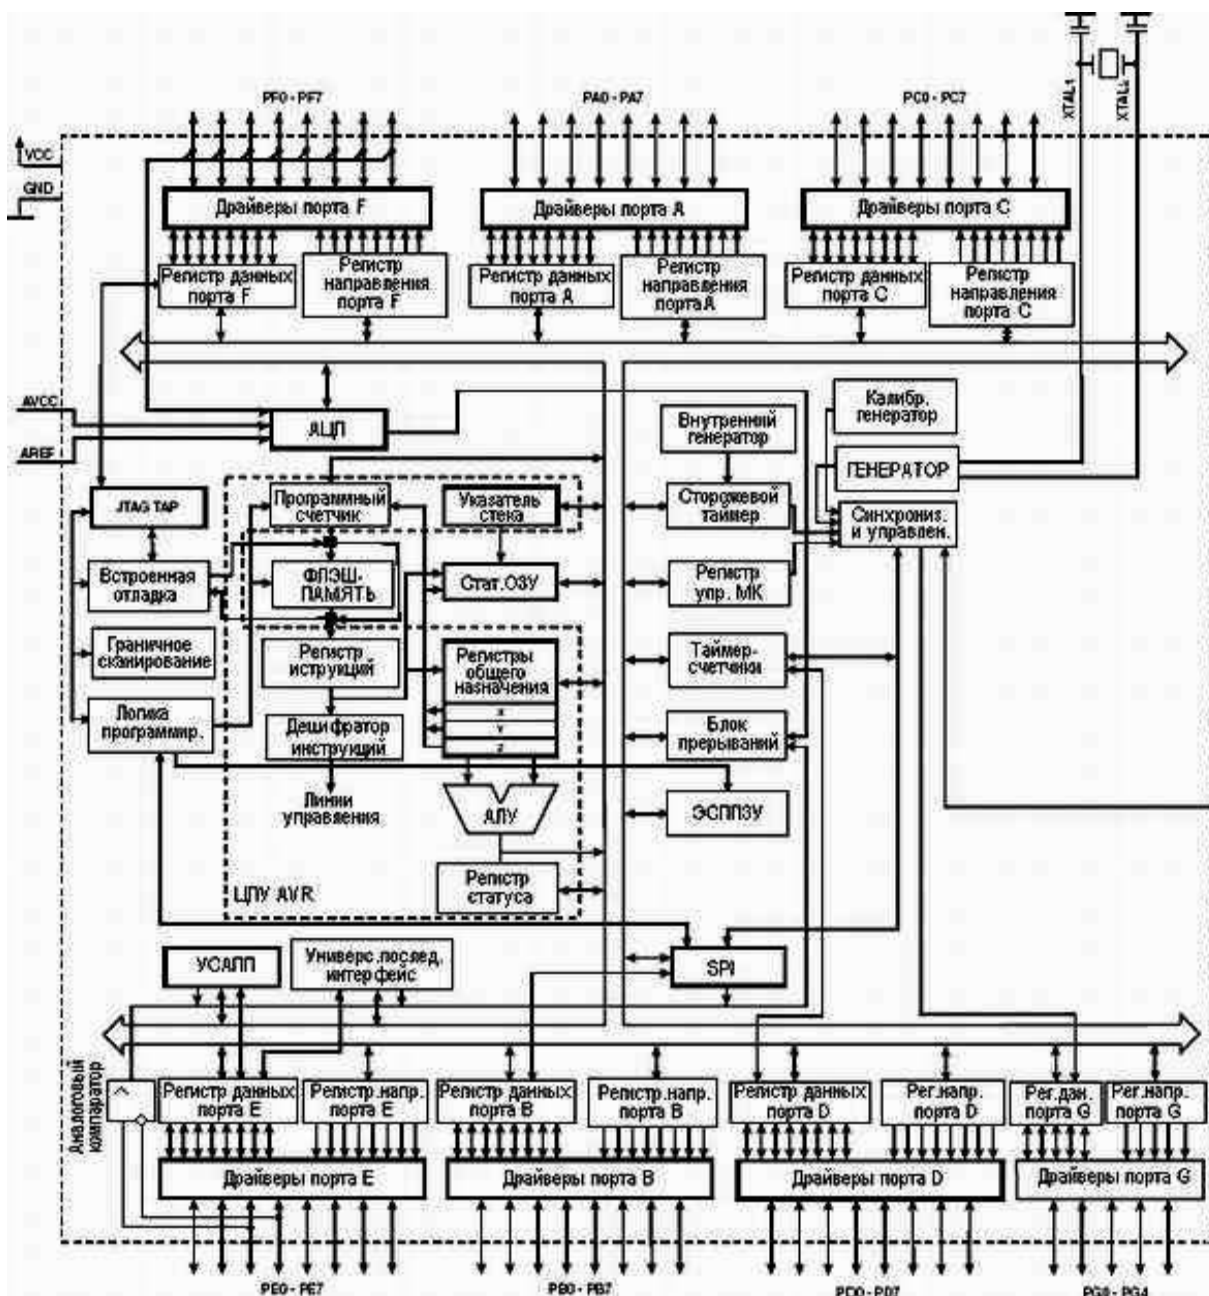 PF0 - PF7
PA0 - PA7
PC0 - PC7
XTAL1
XTAL2
VCC
GND
Драйверы порта F
Драйверы порта A
Драйверы порта C
Регистр данных
порта F
Регистр
направления
порта F
Регистр данных
порта A
Регистр
направления
порта A
Регистр данных
порта C
Регистр
направления
порта C
AVCC
AREF
АЦП
Внутренний
генератор
Калибр.
генератор
ГЕНЕРАТОР
JTAG TAP
Программный
счетчик
Указатель
стека
Сторожевой
таймер
Синхрониз.
и управлен.
Встроенная
отладка
ФЛЭШ-
ПАМЯТЬ
Стат.ОЗУ
Регистр
упр. МК
Граничное
сканирование
Регистр
иструкций
Регистры
общего
назначения
X
Y
Z
Таймер-
счетчики
Логика
программир.
Дешифратор
инструкций
Блок
прерываний
Линии
управления
АЛУ
ЭСППЗУ
ЦПУ AVR
Регистр
статуса
УСАПП
Универс.послед.
интерфейс
SPI
Аналоговый
компаратор
Регистр данных
порта E
Регистр.напр.
порта E
Регистр данных
порта B
Регистр.напр.
порта B
Регистр данных
порта D
Рег.напр.
порта D
Рег.дан.
порта G
Рег.напр.
порта G
Драйверы порта E
Драйверы порта B
Драйверы порта D
Драйверы порта G
PE0 - PE7
PB0 - PB7
PD0 - PD7
PG0 - PG4